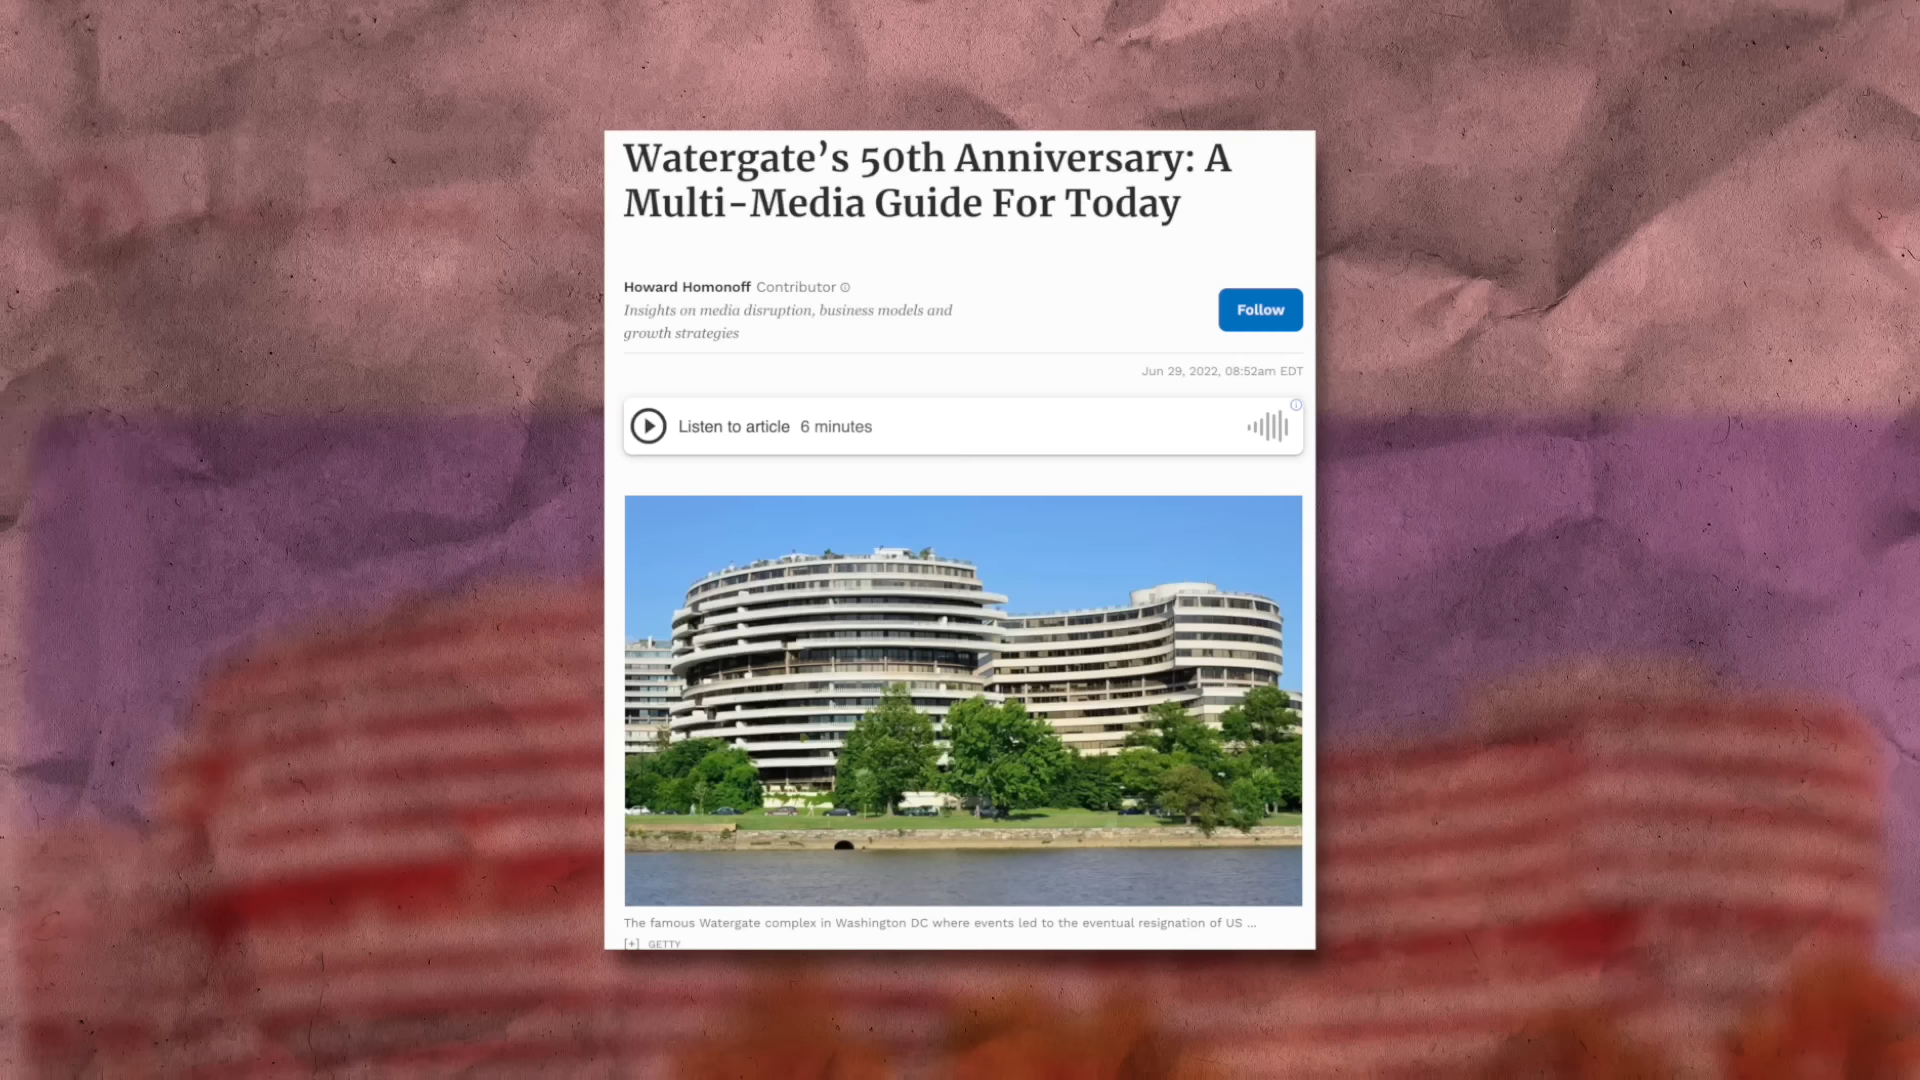 Watergate’s 50th Anniversary: A
Multi-Media Guide For Today
Howard Homonoff Contributor
Insights on media disruption, business models and
growth strategies
Follow
Jun 29, 2022, 08:52am EDT
Listen to article 6 minutes
The famous Watergate complex in Washington DC where events led to the eventual resignation of US ...
[+] GETTY